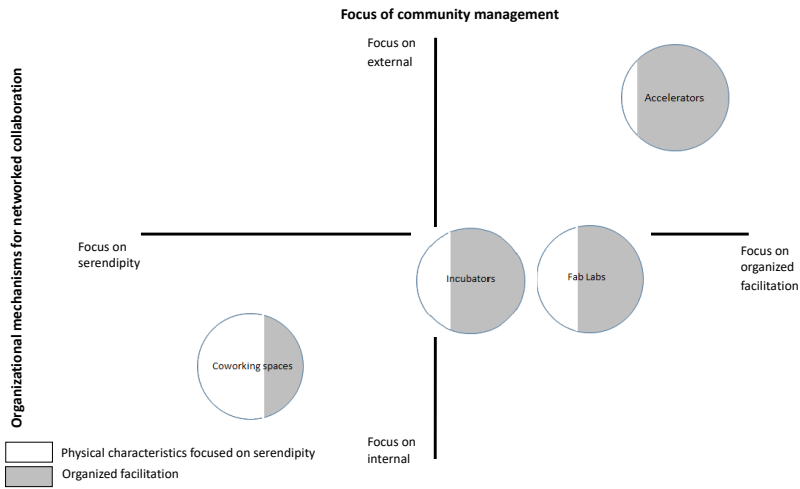 Focus of community management
Focus on
external
Organizational mechanisms for networked collaboration
Accelerators
Focus on
serendipity
Focus on
organized
facilitation
Incubators
Fab Labs
Coworking spaces
Focus on
internal
Physical characteristics focused on serendipity
Organized facilitation